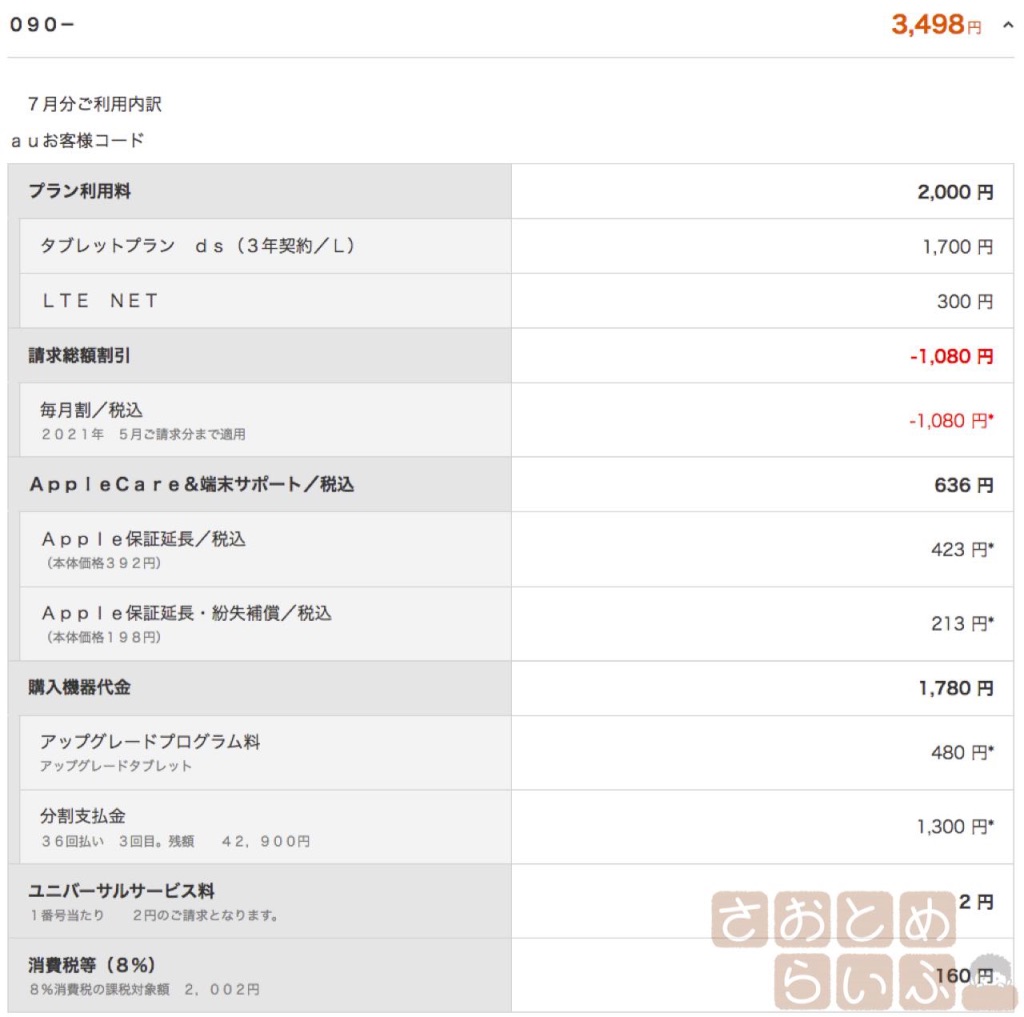 090−
3,498円
7月分ご利用内訳
auお客様コード
プラン利用料 2,000 円
タブレットプラン ds（3年契約／L） 1,700 円
LTE NET 300 円
請求総額割引 -1,080 円
毎月割／税込 -1,080 円*
2021年 5月ご請求分まで適用
AppleCare＆端末サポート／税込 636 円
Apple保証延長／税込 423 円*
（本体価格392円）
Apple保証延長・紛失補償／税込 213 円*
（本体価格198円）
購入機器代金 1,780 円
アップグレードプログラム料 480 円*
アップグレードタブレット
分割支払金 1,300 円*
36回払い 3回目。残額 42，900円
ユニバーサルサービス料 2 円
1番号当たり 2円のご請求となります。
消費税等（8%） 160 円
8%消費税の課税対象額 2，002円
さおとめ
らいふ